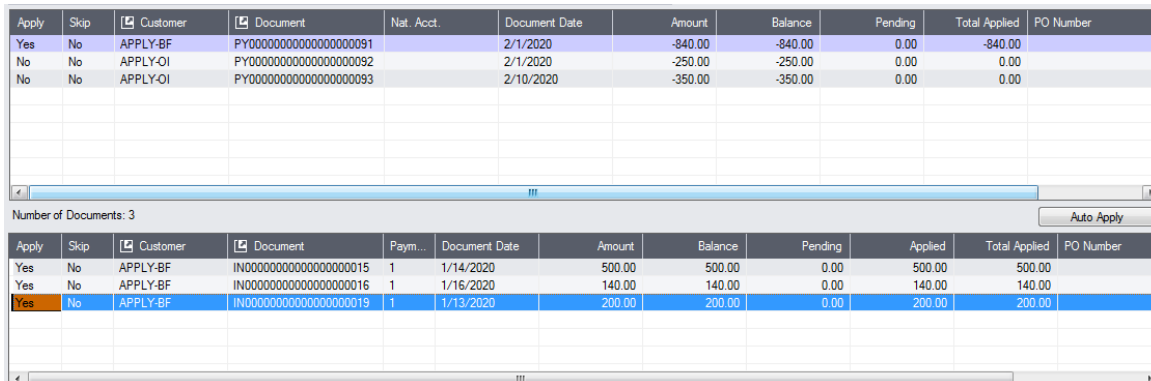 Apply Skip Customer Document Nat. Acct. Document Date Amount Balance Pending Total Applied PO Number
Yes No APPLY-BF PY00000000000000000091 2/1/2020 -840.00 -840.00 0.00 -840.00
No No APPLY-OI PY00000000000000000092 2/1/2020 -250.00 -250.00 0.00 0.00
No No APPLY-OI PY00000000000000000093 2/10/2020 -350.00 -350.00 0.00 0.00
Number of Documents: 3 Auto Apply
Apply Skip Customer Document Paym... Document Date Amount Balance Pending Applied Total Applied PO Number
Yes No APPLY-BF IN00000000000000000015 1 1/14/2020 500.00 500.00 0.00 500.00 500.00
Yes No APPLY-BF IN00000000000000000016 1 1/16/2020 140.00 140.00 0.00 140.00 140.00
Yes No APPLY-BF IN00000000000000000019 1 1/13/2020 200.00 200.00 0.00 200.00 200.00